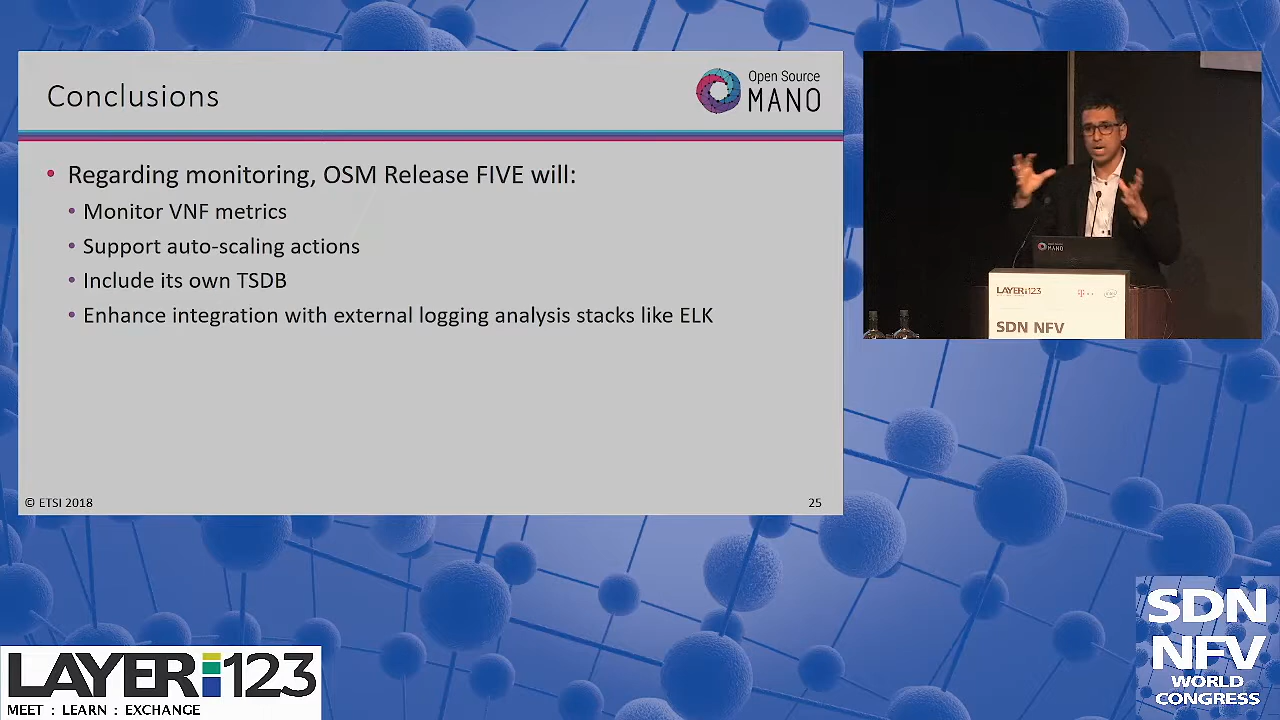 Conclusions
Open Source
MANO
• Regarding monitoring, OSM Release FIVE will:
• Monitor VNF metrics
• Support auto-scaling actions
• Include its own TSDB
• Enhance integration with external logging analysis stacks like ELK
© ETSI 2018
25
MANO
LAYER123
SDN NFV
LAYER123
MEET : LEARN : EXCHANGE
SDN
NFV
WORLD
CONGRESS